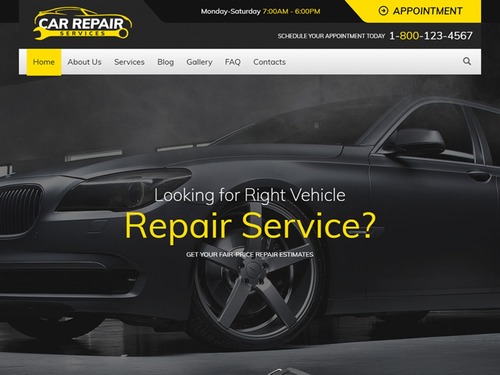 CAR REPAIR
SERVICES
Monday-Saturday 7:00AM - 6:00PM
APPOINTMENT
SCHEDULE YOUR APPOINTMENT TODAY 1-800-123-4567
Home About Us Services Blog Gallery FAQ Contacts
Looking for Right Vehicle
Repair Service?
GET YOUR FAIR-PRICE REPAIR ESTIMATES